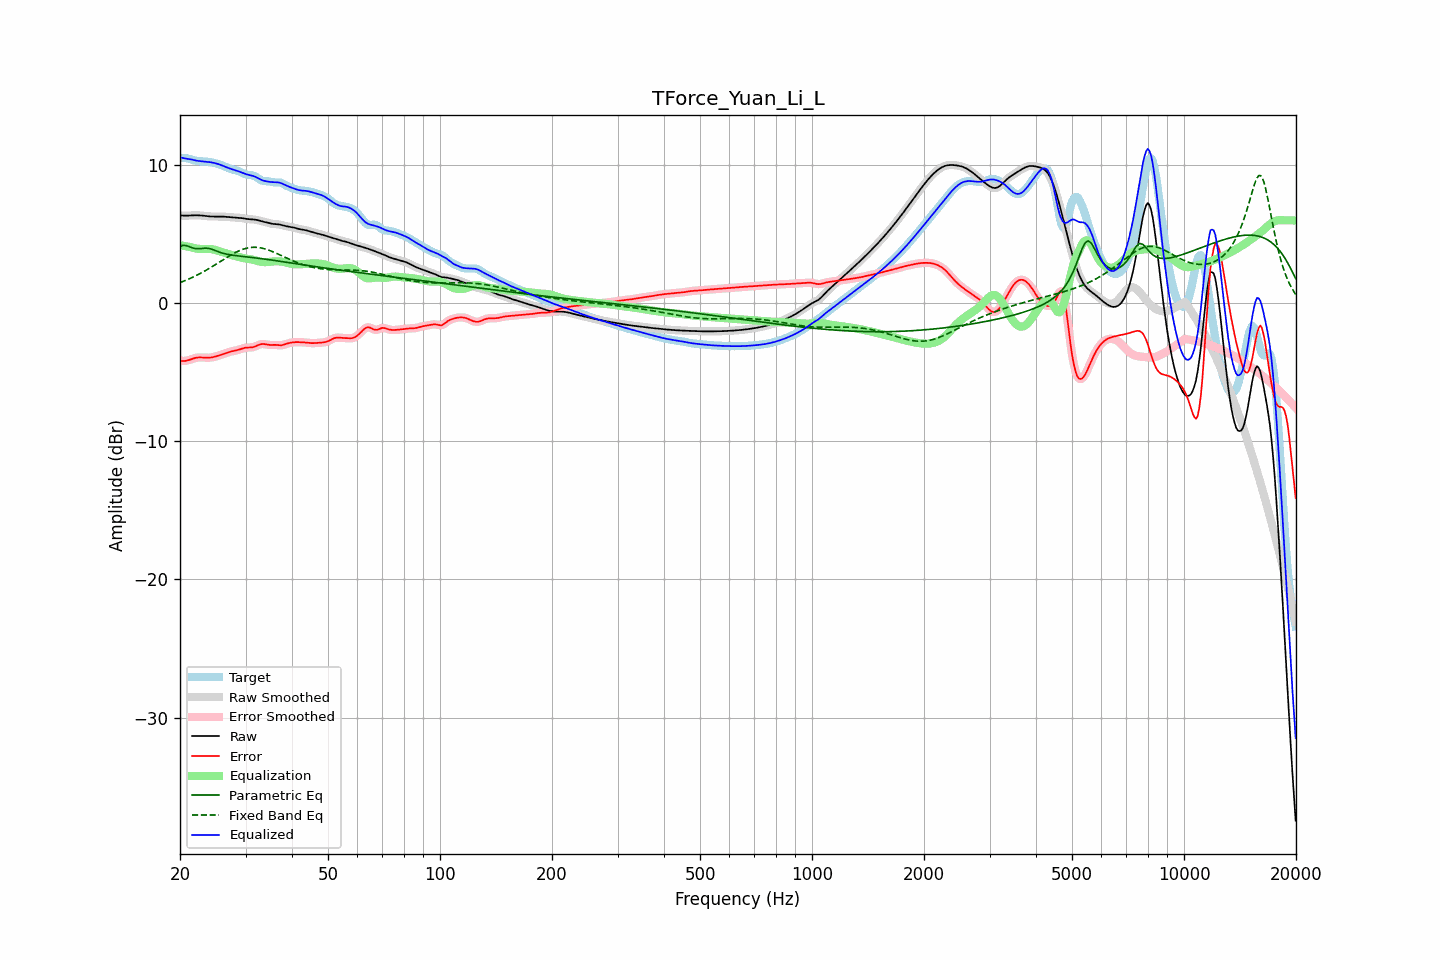 TForce_Yuan_Li_L
Amplitude (dBr)
10
0
−10
−20
−30
Target
Raw Smoothed
Error Smoothed
Raw
Error
Equalization
Parametric Eq
Fixed Band Eq
Equalized
20 50 100 200 500 1000 2000 5000 10000 20000
Frequency (Hz)